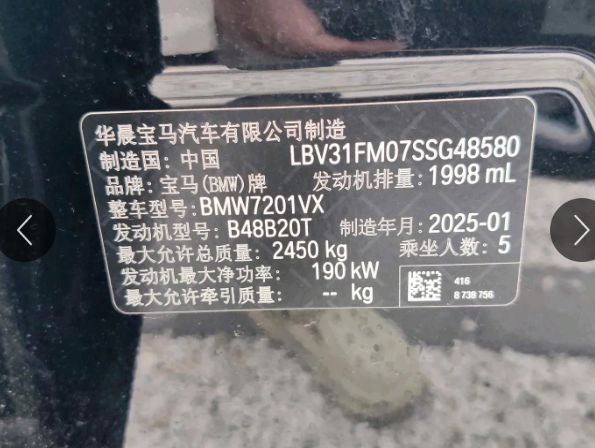 华晨宝马汽车有限公司制造
制造国: 中国 LBV31FM07SSG48580
品牌: 宝马(BMW)牌 发动机排量: 1998 mL
整车型号: BMW7201VX
发动机型号: B48B20T 制造年月: 2025-01
最大允许总质量: 2450 kg 乘坐人数: 5
发动机最大净功率: 190 kW
最大允许牵引质量: -- kg
416
8 738 756